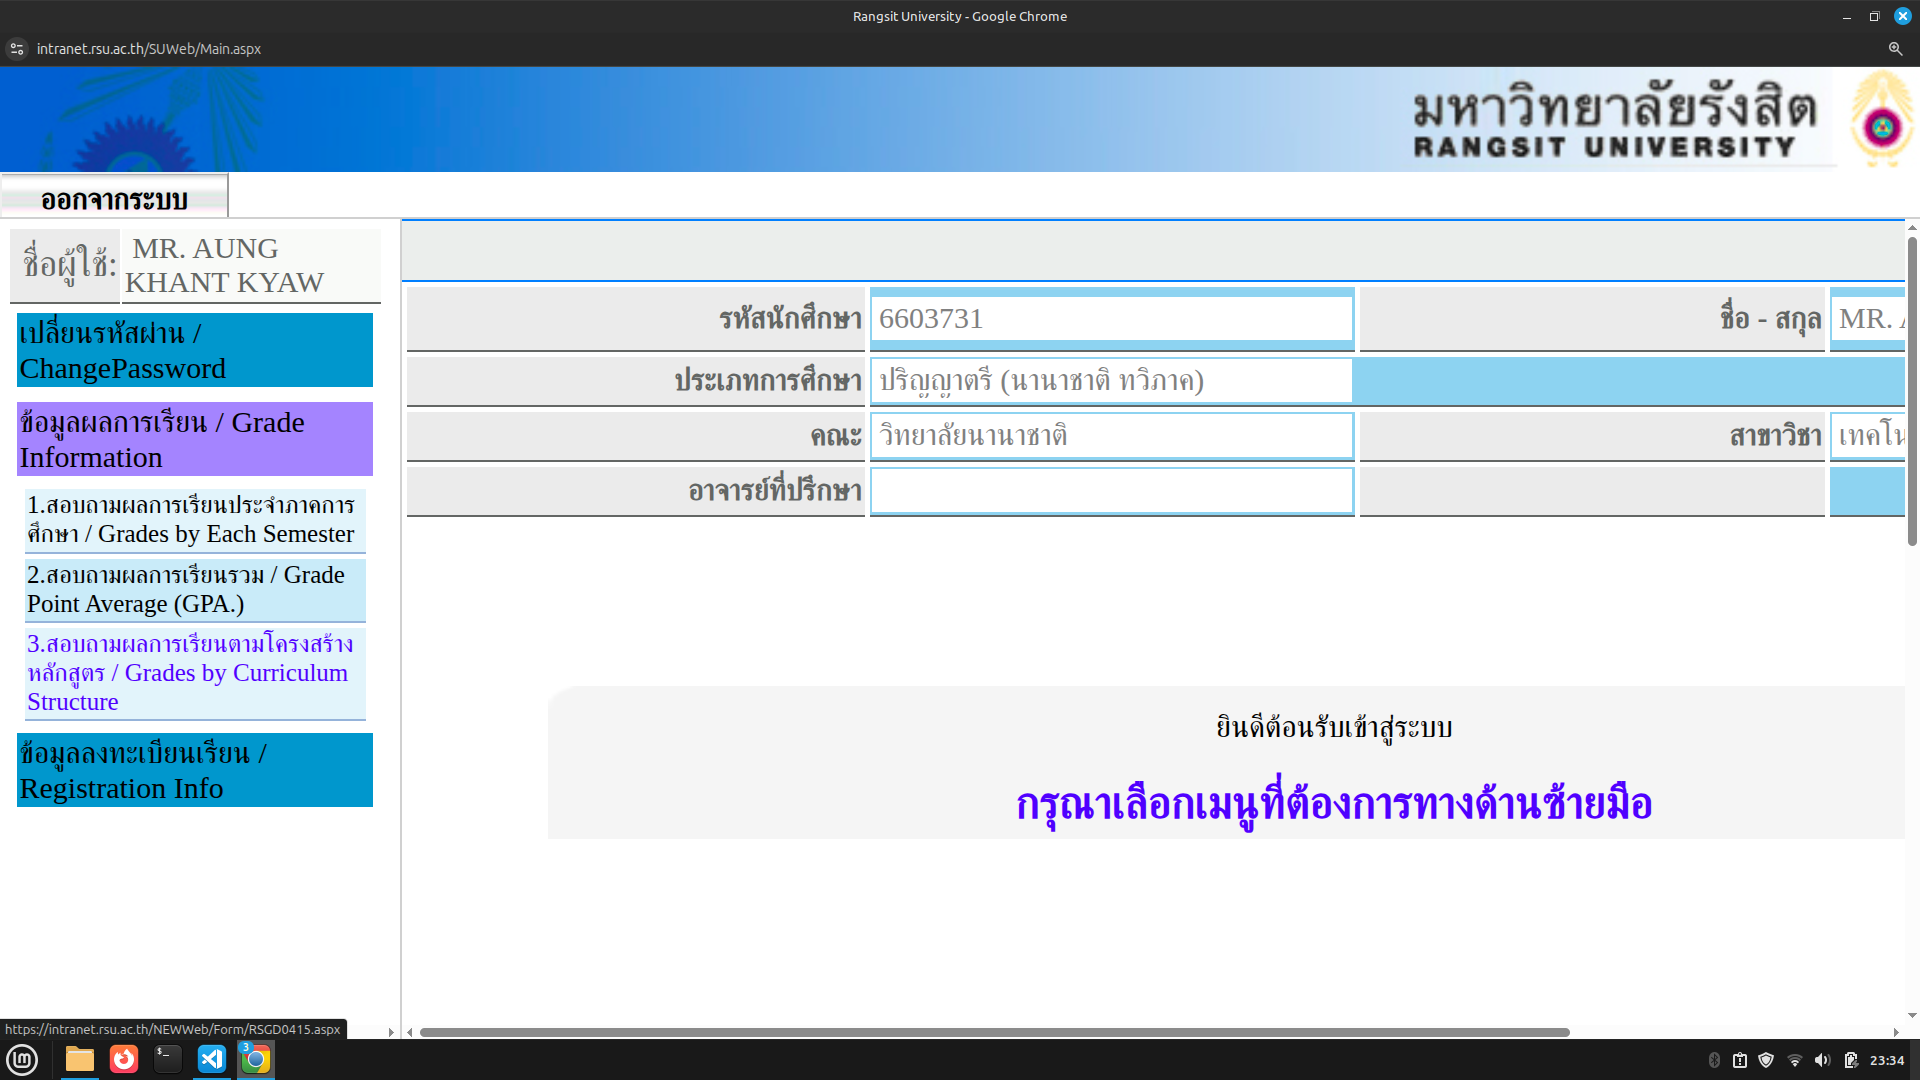 Rangsit University - Google Chrome
intranet.rsu.ac.th/SUWeb/Main.aspx
มหาวิทยาลัยรังสิต
RANGSIT UNIVERSITY
ออกจากระบบ
ชื่อผู้ใช้:
MR. AUNG
KHANT KYAW
เปลี่ยนรหัสผ่าน /
ChangePassword
ข้อมูลผลการเรียน / Grade
Information
1.สอบถามผลการเรียนประจำภาคการ
ศึกษา / Grades by Each Semester
2.สอบถามผลการเรียนรวม / Grade
Point Average (GPA.)
3.สอบถามผลการเรียนตามโครงสร้าง
หลักสูตร / Grades by Curriculum
Structure
ข้อมูลลงทะเบียนเรียน /
Registration Info
รหัสนักศึกษา 6603731 ชื่อ - สกุล MR.
ประเภทการศึกษา ปริญญาตรี (นานาชาติ ทวิภาค)
คณะ วิทยาลัยนานาชาติ สาขาวิชา เทคโน
อาจารย์ที่ปรึกษา
ยินดีต้อนรับเข้าสู่ระบบ
กรุณาเลือกเมนูที่ต้องการทางด้านซ้ายมือ
https://intranet.rsu.ac.th/NEWWeb/Form/RSGD0415.aspx
3
23:34